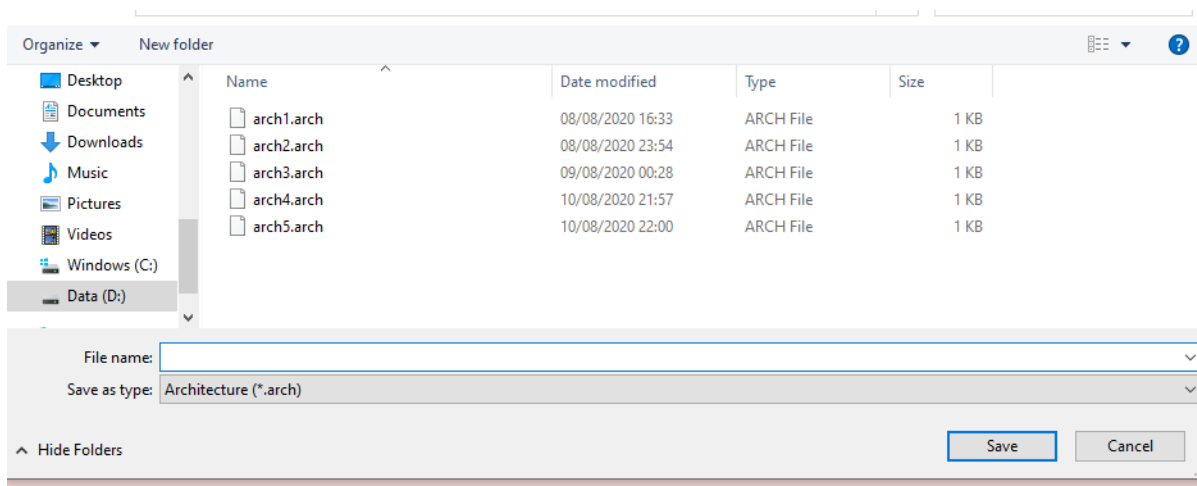 Organize New folder ?
Desktop
Documents
Downloads
Music
Pictures
Videos
Windows (C:)
Data (D:)
Name Date modified Type Size
arch1.arch 08/08/2020 16:33 ARCH File 1 KB
arch2.arch 08/08/2020 23:54 ARCH File 1 KB
arch3.arch 09/08/2020 00:28 ARCH File 1 KB
arch4.arch 10/08/2020 21:57 ARCH File 1 KB
arch5.arch 10/08/2020 22:00 ARCH File 1 KB
File name:
Save as type: Architecture (*.arch)
Hide Folders Save Cancel